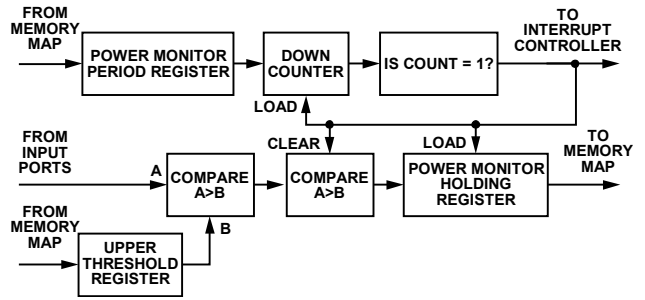 FROM
MEMORY
MAP
POWER MONITOR
PERIOD REGISTER
DOWN
COUNTER
IS COUNT = 1?
TO
INTERRUPT
CONTROLLER
LOAD
CLEAR
LOAD
FROM
INPUT
PORTS
A
COMPARE
A>B
COMPARE
A>B
POWER MONITOR
HOLDING
REGISTER
TO
MEMORY
MAP
FROM
MEMORY
MAP
B
UPPER
THRESHOLD
REGISTER